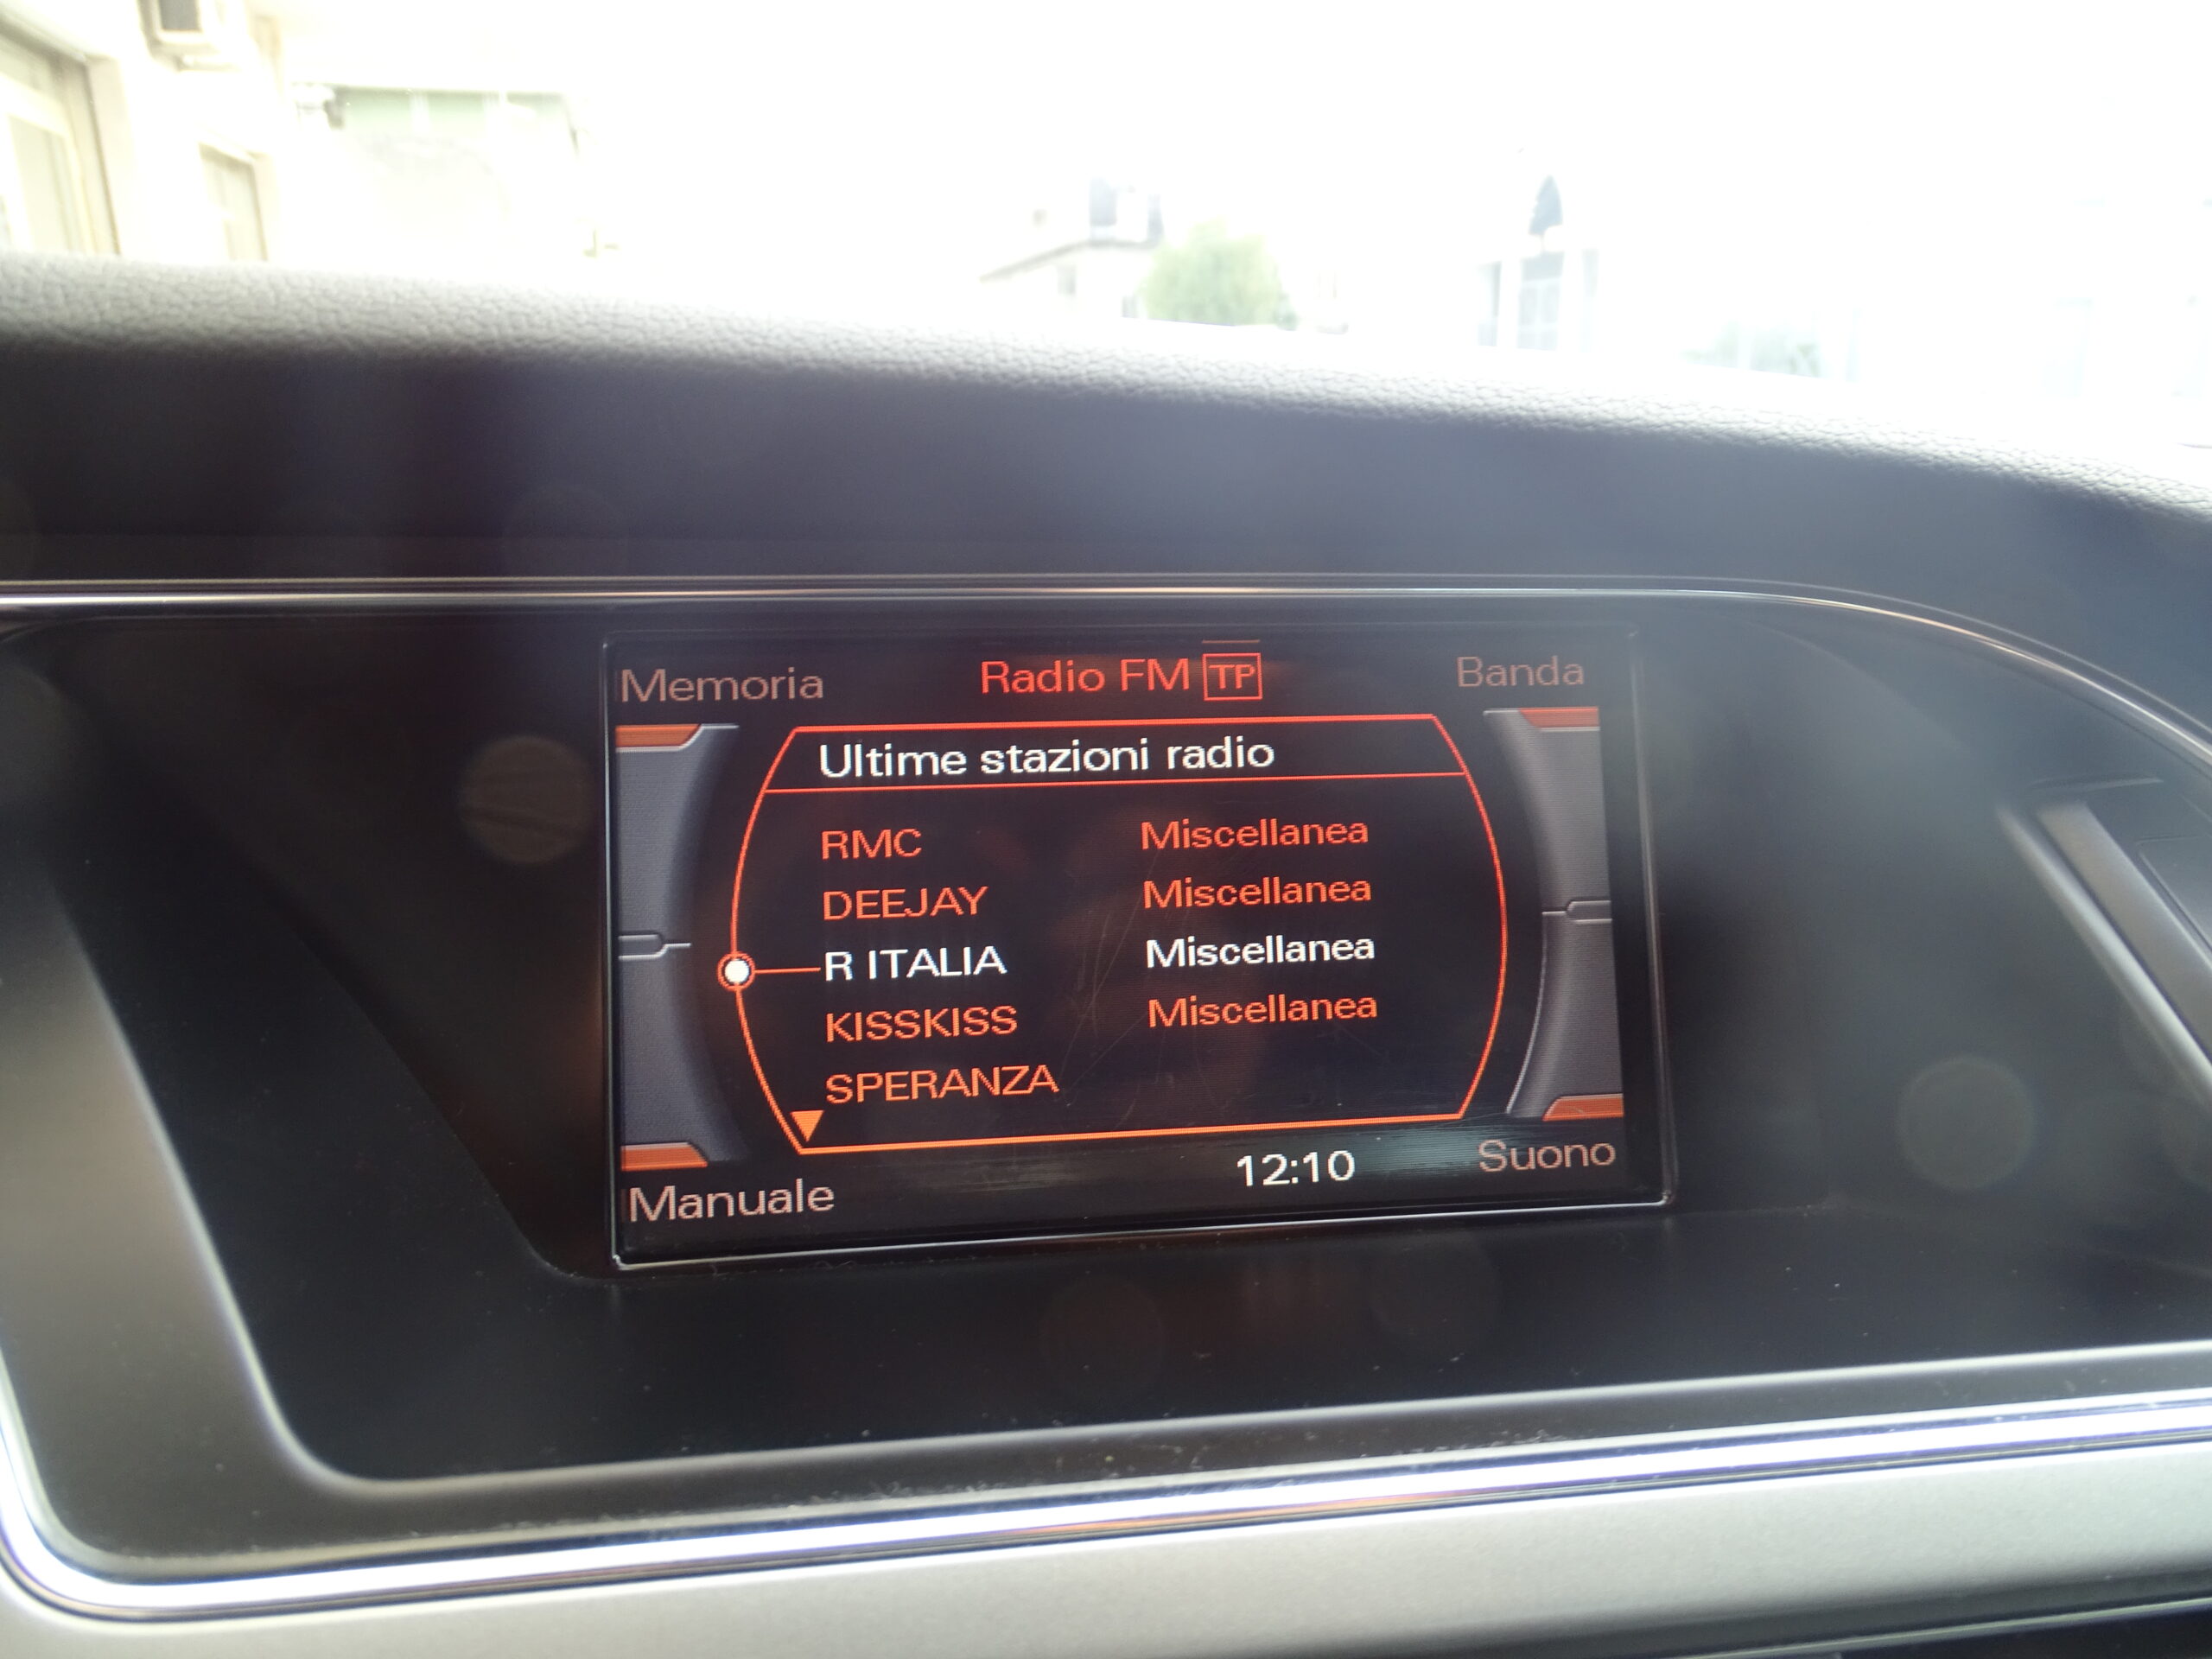 Memoria Radio FM TP Banda
Ultime stazioni radio
RMC Miscellanea
DEEJAY Miscellanea
R ITALIA Miscellanea
KISSKISS Miscellanea
SPERANZA
12:10 Suono
Manuale